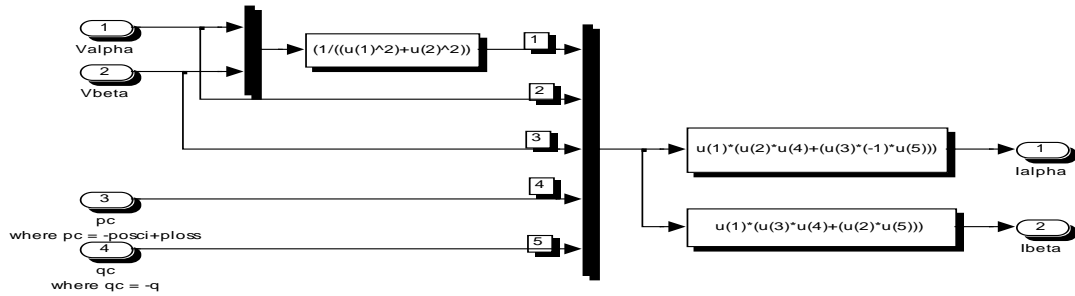 1
Valpha
2
Vbeta
(1/((u(1)^2)+u(2)^2))
1
2
3
4
5
3
pc
where pc = -posci+ploss
4
qc
where qc = -q
u(1)*(u(2)*u(4)+(u(3)*(-1)*u(5)))
1
Ialpha
u(1)*(u(3)*u(4)+(u(2)*u(5)))
2
Ibeta